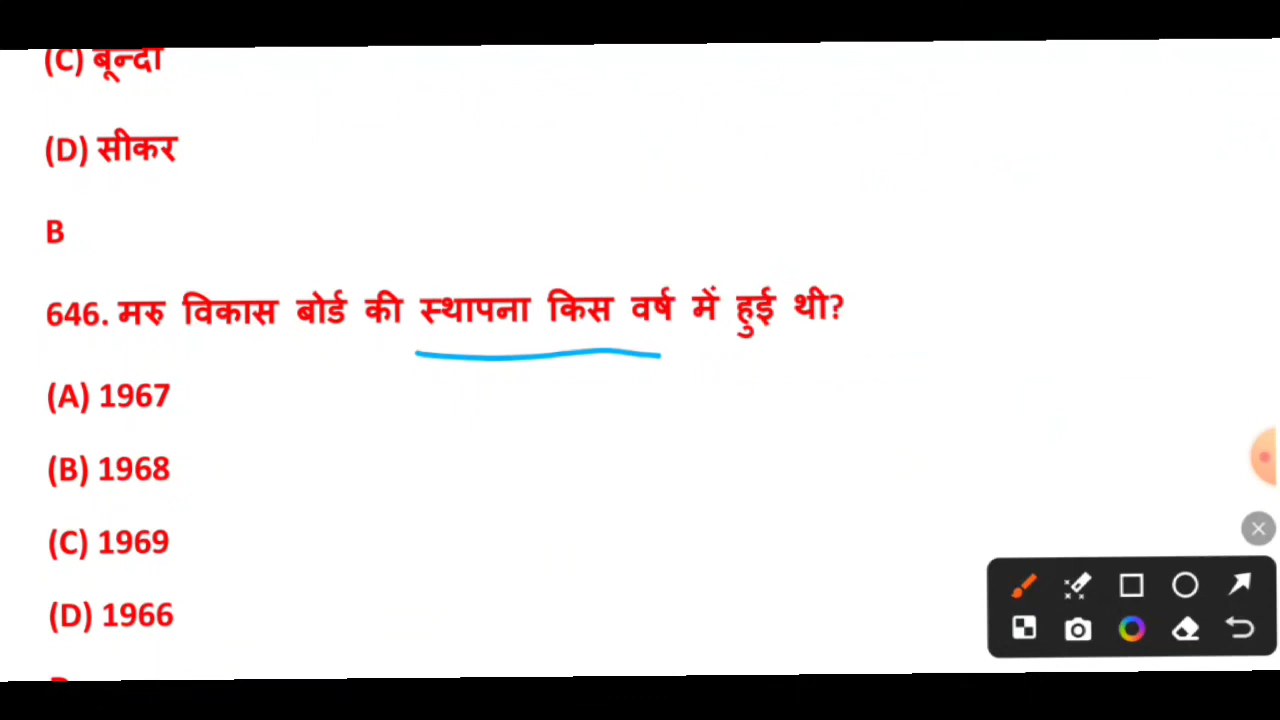 (C) बून्दी
(D) सीकर
B
646. मरु विकास बोर्ड की स्थापना किस वर्ष में हुई थी?
(A) 1967
(B) 1968
(C) 1969
(D) 1966